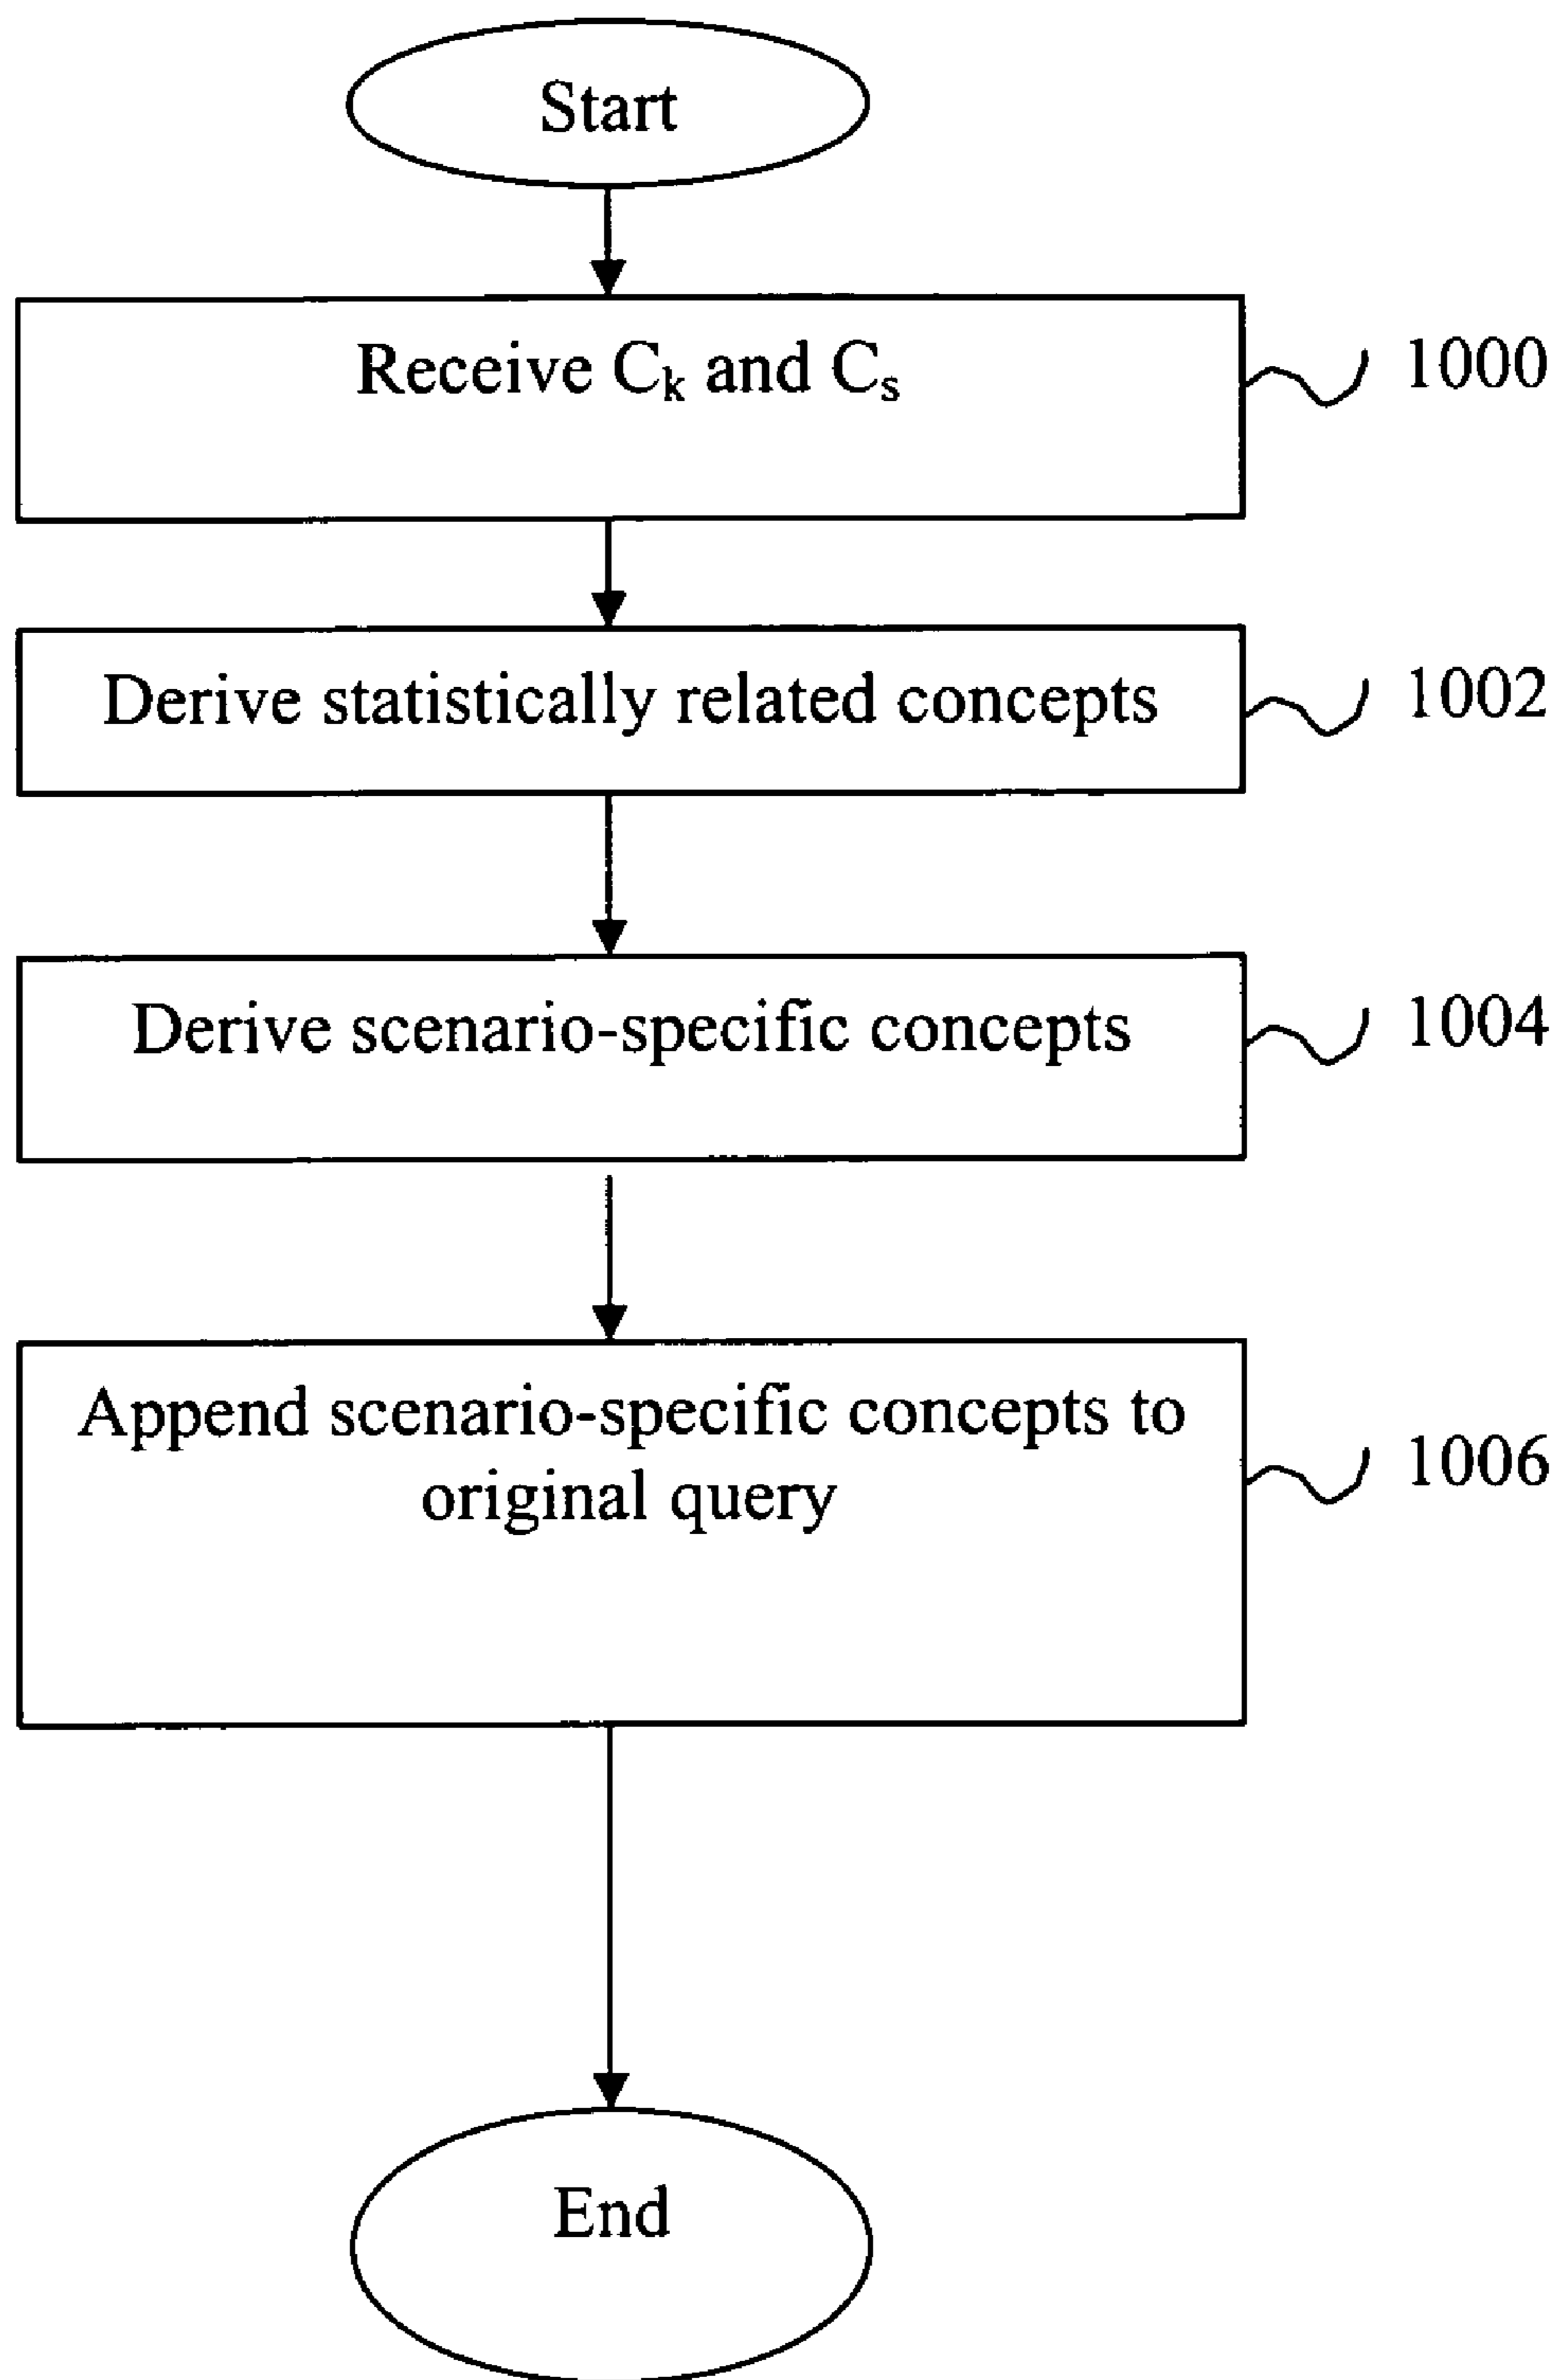 Start
Receive Cₖ and Cₛ
1000
Derive statistically related concepts
1002
Derive scenario-specific concepts
1004
Append scenario-specific concepts to
original query
1006
End